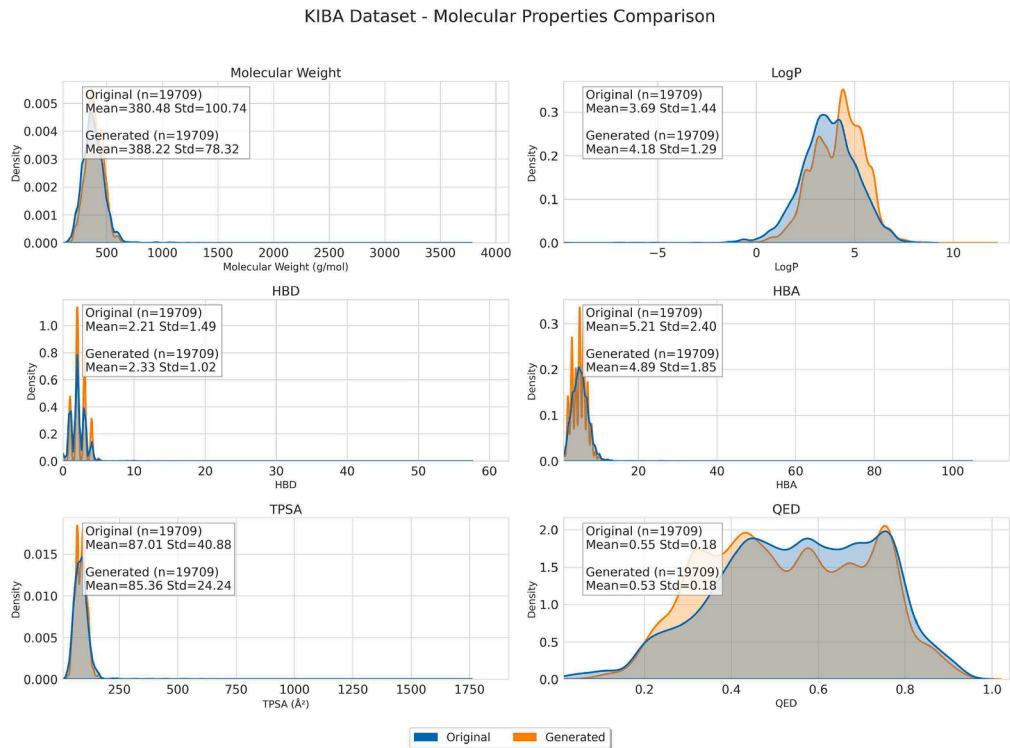 KIBA Dataset - Molecular Properties Comparison
Molecular Weight
Original (n=19709)
Mean=380.48 Std=100.74
Generated (n=19709)
Mean=388.22 Std=78.32
0.005
0.004
0.003
0.002
0.001
0.000
Density
500 1000 1500 2000 2500 3000 3500 4000
Molecular Weight (g/mol)
LogP
Original (n=19709)
Mean=3.69 Std=1.44
Generated (n=19709)
Mean=4.18 Std=1.29
0.3
0.2
0.1
0.0
Density
−5 0 5 10
LogP
HBD
Original (n=19709)
Mean=2.21 Std=1.49
Generated (n=19709)
Mean=2.33 Std=1.02
1.0
0.8
0.6
0.4
0.2
0.0
Density
0 10 20 30 40 50 60
HBD
HBA
Original (n=19709)
Mean=5.21 Std=2.40
Generated (n=19709)
Mean=4.89 Std=1.85
0.3
0.2
0.1
0.0
Density
20 40 60 80 100
HBA
TPSA
Original (n=19709)
Mean=87.01 Std=40.88
Generated (n=19709)
Mean=85.36 Std=24.24
0.015
0.010
0.005
0.000
Density
250 500 750 1000 1250 1500 1750
TPSA (Å²)
QED
Original (n=19709)
Mean=0.55 Std=0.18
Generated (n=19709)
Mean=0.53 Std=0.18
2.0
1.5
1.0
0.5
0.0
Density
0.2 0.4 0.6 0.8 1.0
QED
Original Generated